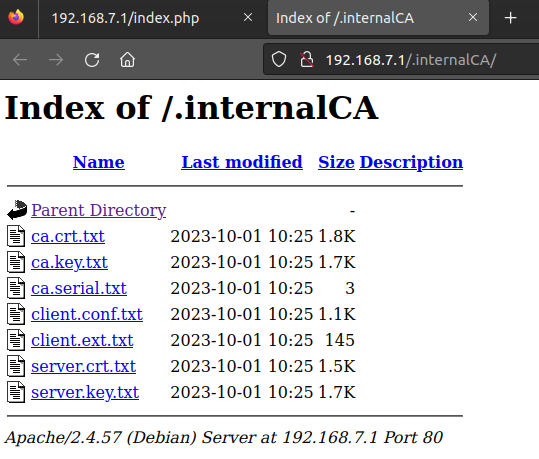 192.168.7.1/index.php
Index of /.internalCA
192.168.7.1/.internalCA/
Index of /.internalCA
Name Last modified Size Description
Parent Directory -
ca.crt.txt 2023-10-01 10:25 1.8K
ca.key.txt 2023-10-01 10:25 1.7K
ca.serial.txt 2023-10-01 10:25 3
client.conf.txt 2023-10-01 10:25 1.1K
client.ext.txt 2023-10-01 10:25 145
server.crt.txt 2023-10-01 10:25 1.5K
server.key.txt 2023-10-01 10:25 1.7K
Apache/2.4.57 (Debian) Server at 192.168.7.1 Port 80